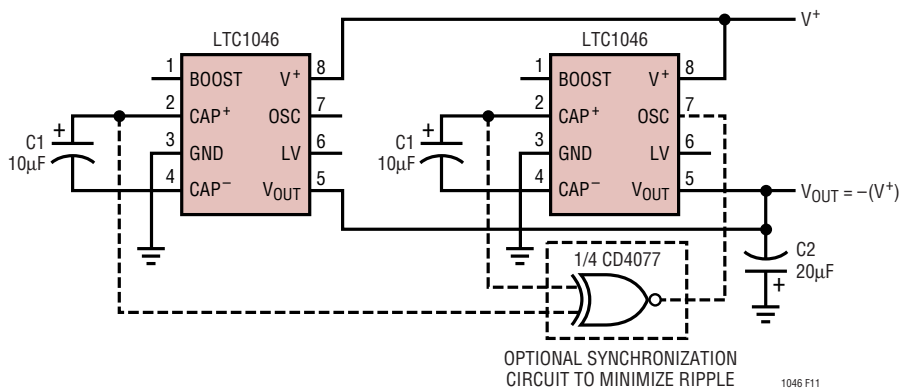 V+
LTC1046
LTC1046
1 BOOST V+ 8
2 CAP+ OSC 7
3 GND LV 6
4 CAP− VOUT 5
C1
10µF
+
1 BOOST V+ 8
2 CAP+ OSC 7
3 GND LV 6
4 CAP− VOUT 5
C1
10µF
+
VOUT = −(V+)
C2
20µF
+
1/4 CD4077
OPTIONAL SYNCHRONIZATION
CIRCUIT TO MINIMIZE RIPPLE
1046 F11